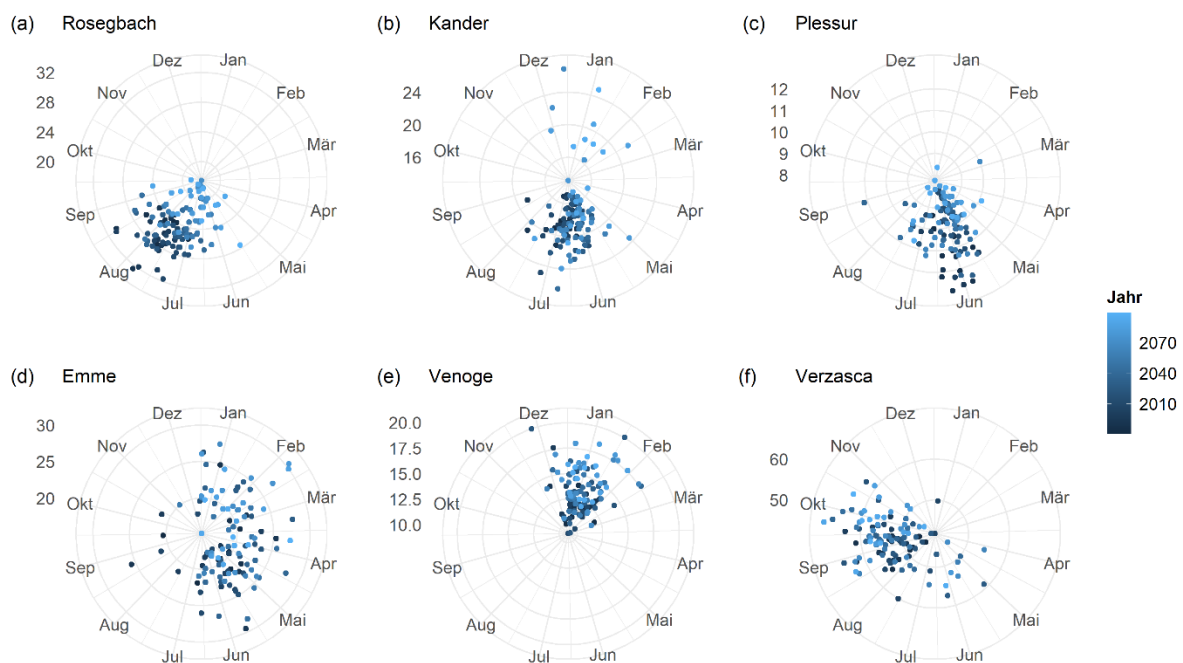 (a) Rosegbach
32
28
24
20
Dez
Jan
Nov
Feb
Okt
Mär
Sep
Apr
Aug
Mai
Jul
Jun
(b) Kander
24
20
16
Dez
Jan
Nov
Feb
Okt
Mär
Sep
Apr
Aug
Mai
Jul
Jun
(c) Plessur
12
11
10
9
8
Dez
Jan
Nov
Feb
Okt
Mär
Sep
Apr
Aug
Mai
Jul
Jun
Jahr
2070
2040
2010
(d) Emme
30
25
20
Dez
Jan
Nov
Feb
Okt
Mär
Sep
Apr
Aug
Mai
Jul
Jun
(e) Venoge
20.0
17.5
15.0
12.5
10.0
Dez
Jan
Nov
Feb
Okt
Mär
Sep
Apr
Aug
Mai
Jul
Jun
(f) Verzasca
60
50
Dez
Jan
Nov
Feb
Okt
Mär
Sep
Apr
Aug
Mai
Jul
Jun